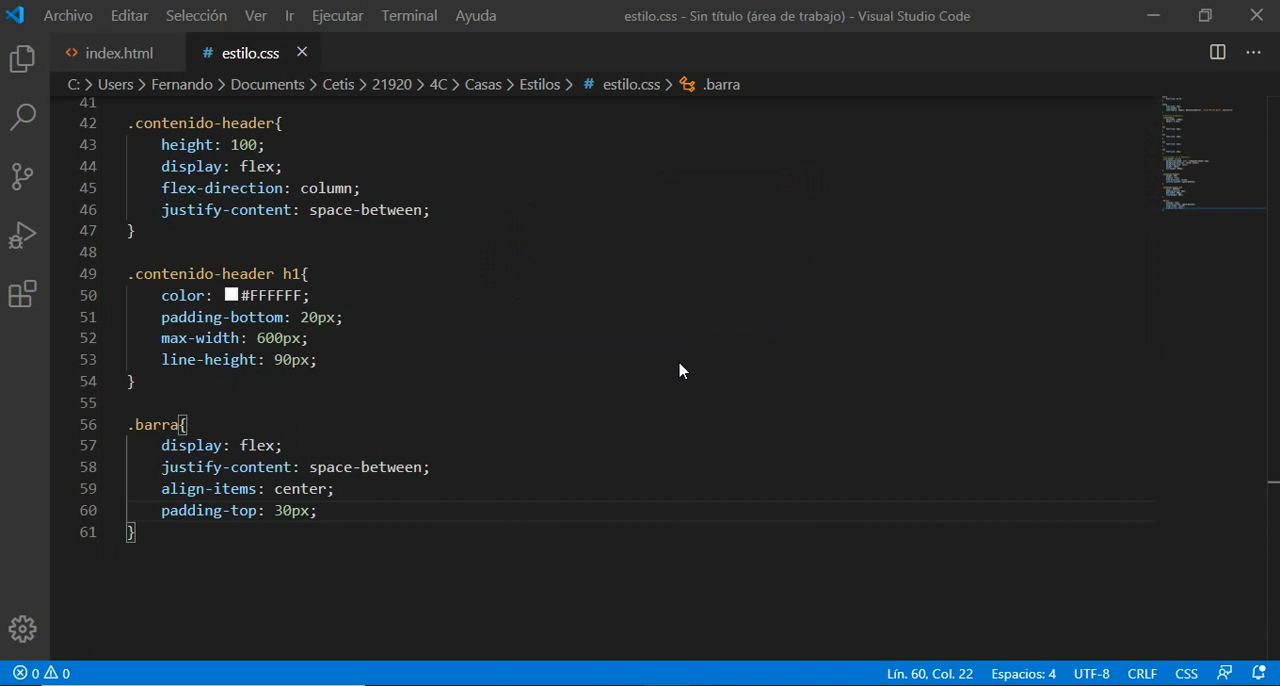 Archivo Editar Selección Ver Ir Ejecutar Terminal Ayuda estilo.css - Sin título (área de trabajo) - Visual Studio Code
<> index.html # estilo.css
C: > Users > Fernando > Documents > Cetis > 21920 > 4C > Casas > Estilos > # estilo.css > .barra
41
42 .contenido-header{
43 height: 100;
44 display: flex;
45 flex-direction: column;
46 justify-content: space-between;
47 }
48
49 .contenido-header h1{
50 color: #FFFFFF;
51 padding-bottom: 20px;
52 max-width: 600px;
53 line-height: 90px;
54 }
55
56 .barra{
57 display: flex;
58 justify-content: space-between;
59 align-items: center;
60 padding-top: 30px;
61 }
0 0 Lín. 60, Col. 22 Espacios: 4 UTF-8 CRLF CSS